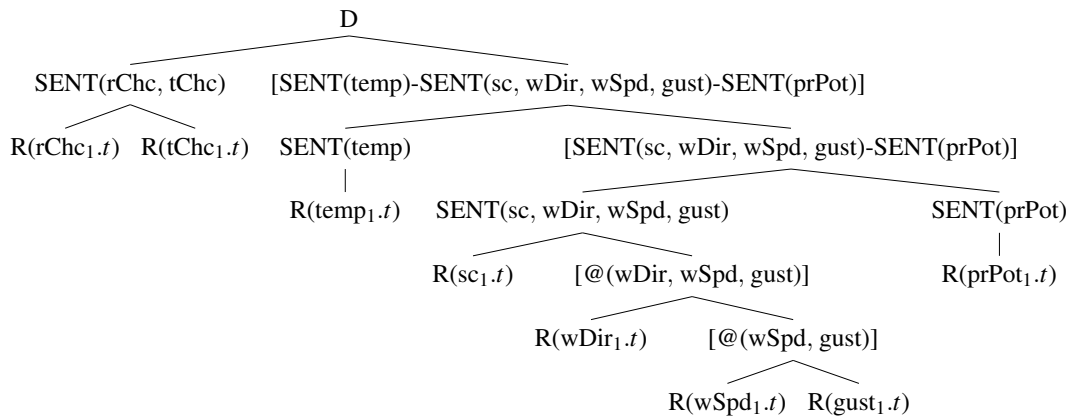 D
SENT(rChc, tChc) [SENT(temp)-SENT(sc, wDir, wSpd, gust)-SENT(prPot)]
R(rChc₁.t) R(tChc₁.t) SENT(temp) [SENT(sc, wDir, wSpd, gust)-SENT(prPot)]
R(temp₁.t) SENT(sc, wDir, wSpd, gust) SENT(prPot)
R(sc₁.t) [@(wDir, wSpd, gust)] R(prPot₁.t)
R(wDir₁.t) [@(wSpd, gust)]
R(wSpd₁.t) R(gust₁.t)